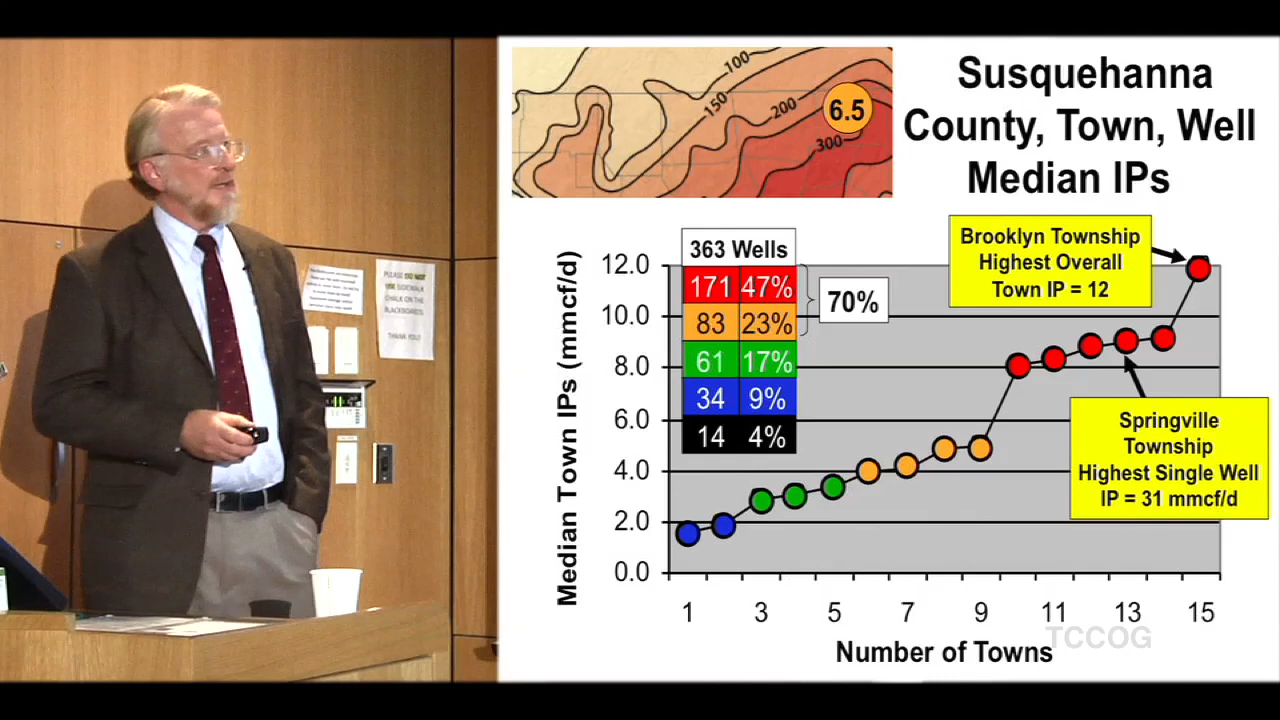 100
150
200
300
6.5
Susquehanna
County, Town, Well
Median IPs
Median Town IPs (mmcf/d)
12.0
10.0
8.0
6.0
4.0
2.0
0.0
363 Wells
171 47%
83 23%
61 17%
34 9%
14 4%
70%
Brooklyn Township
Highest Overall
Town IP = 12
Springville
Township
Highest Single Well
IP = 31 mmcf/d
1 3 5 7 9 11 13 15
Number of Towns
TCCOG
PLEASE DO NOT
USE SIDEWALK
CHALK ON THE
BLACKBOARDS
THANK YOU!